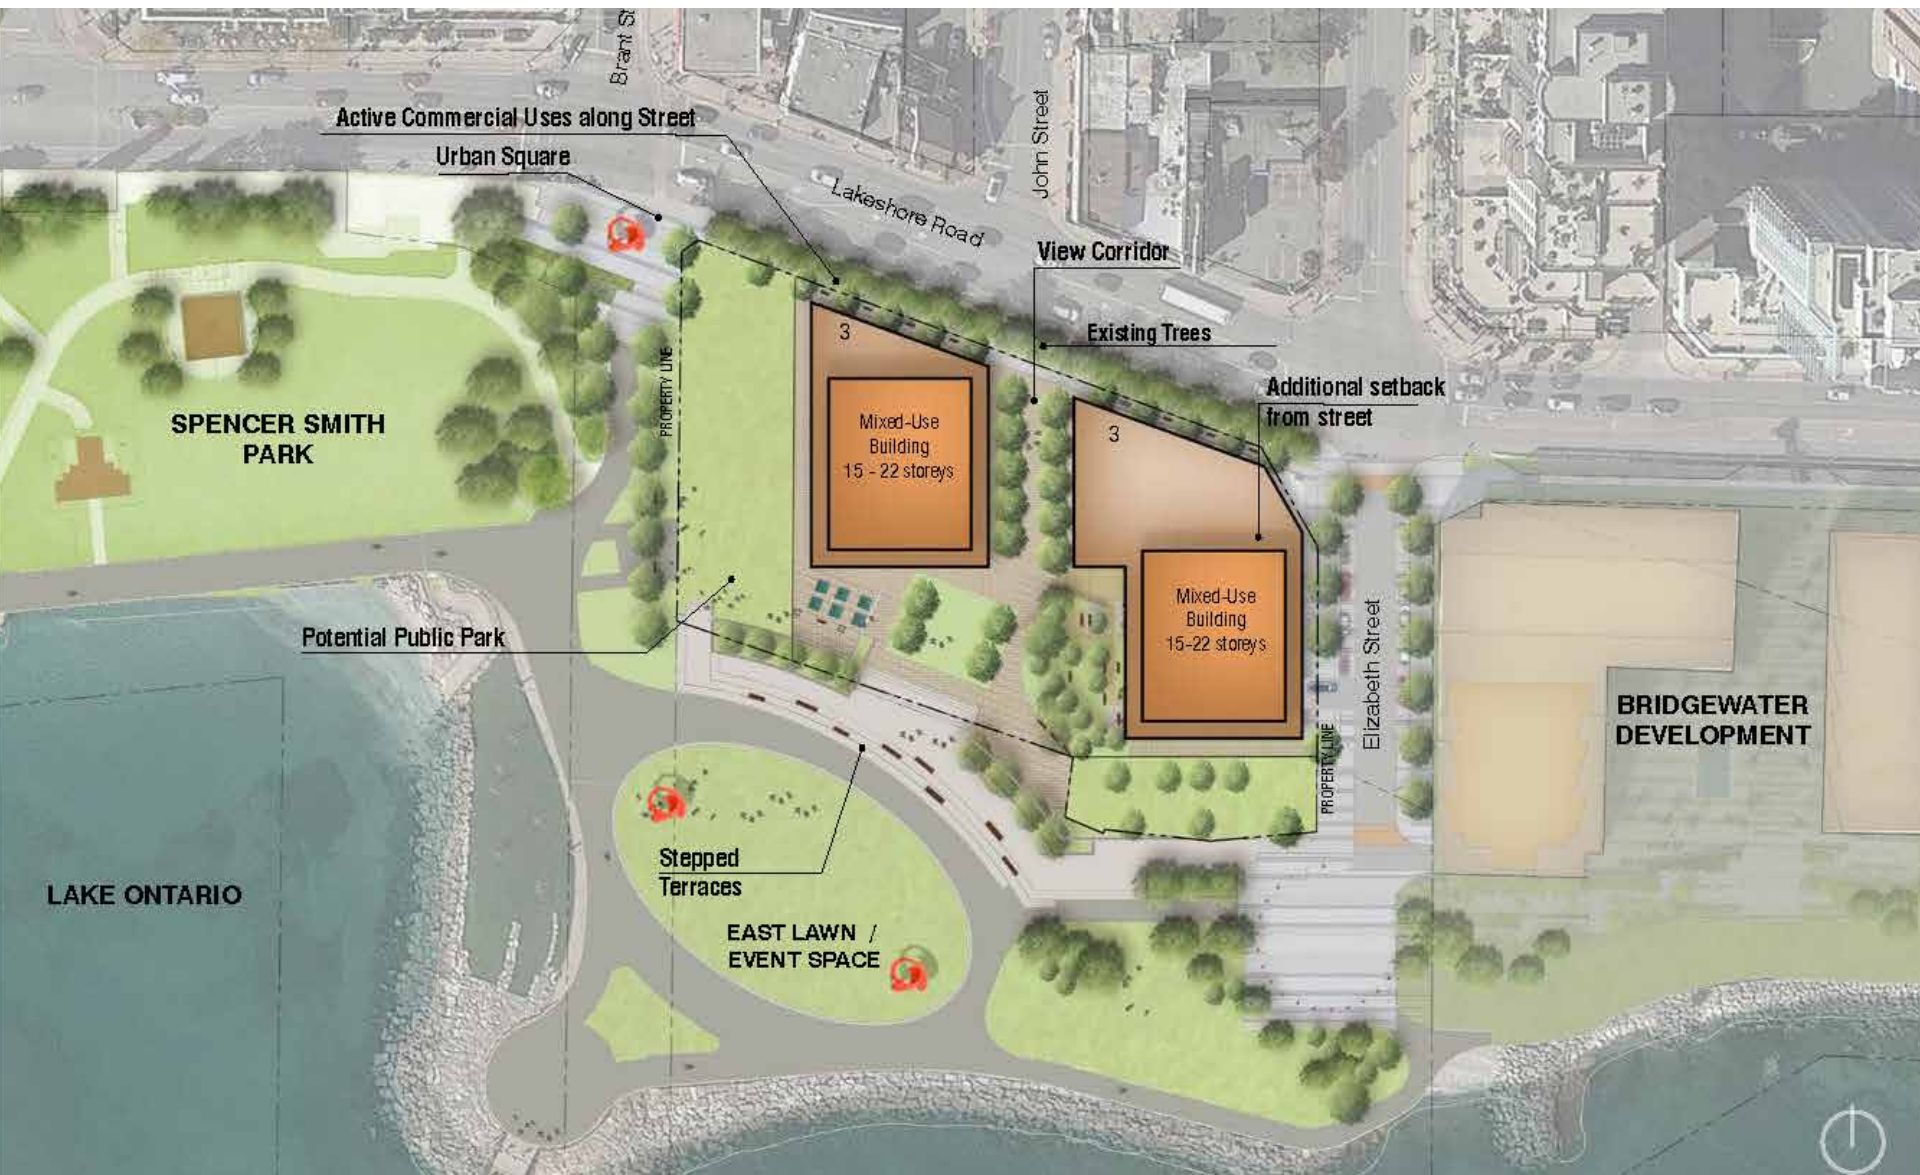 Brant St
Active Commercial Uses along Street
Urban Square
John Street
Lakeshore Road
View Corridor
Existing Trees
3
Additional setback
from street
PROPERTY LINE
SPENCER SMITH
PARK
Mixed-Use
Building
15 - 22 storeys
3
Mixed-Use
Building
15-22 storeys
Potential Public Park
Elizabeth Street
BRIDGEWATER
DEVELOPMENT
PROPERTY LINE
Stepped
Terraces
LAKE ONTARIO
EAST LAWN /
EVENT SPACE